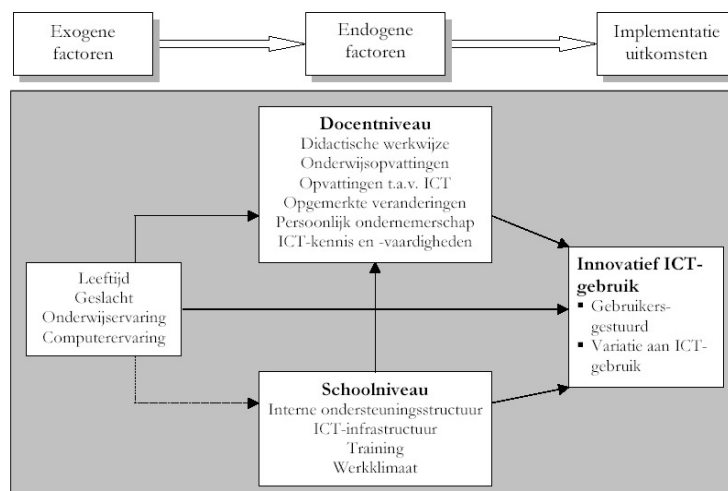 Exogene
factoren
Endogene
factoren
Implementatie
uitkomsten
Docentniveau
Didactische werkwijze
Onderwijsopvattingen
Opvattingen t.a.v. ICT
Opgemerkte veranderingen
Persoonlijk ondernemerschap
ICT-kennis en -vaardigheden
Leeftijd
Geslacht
Onderwijservaring
Computerervaring
Innovatief ICT-
gebruik
▪ Gebruikers-
gestuurd
▪ Variatie aan ICT-
gebruik
Schoolniveau
Interne ondersteuningsstructuur
ICT-infrastructuur
Training
Werkklimaat